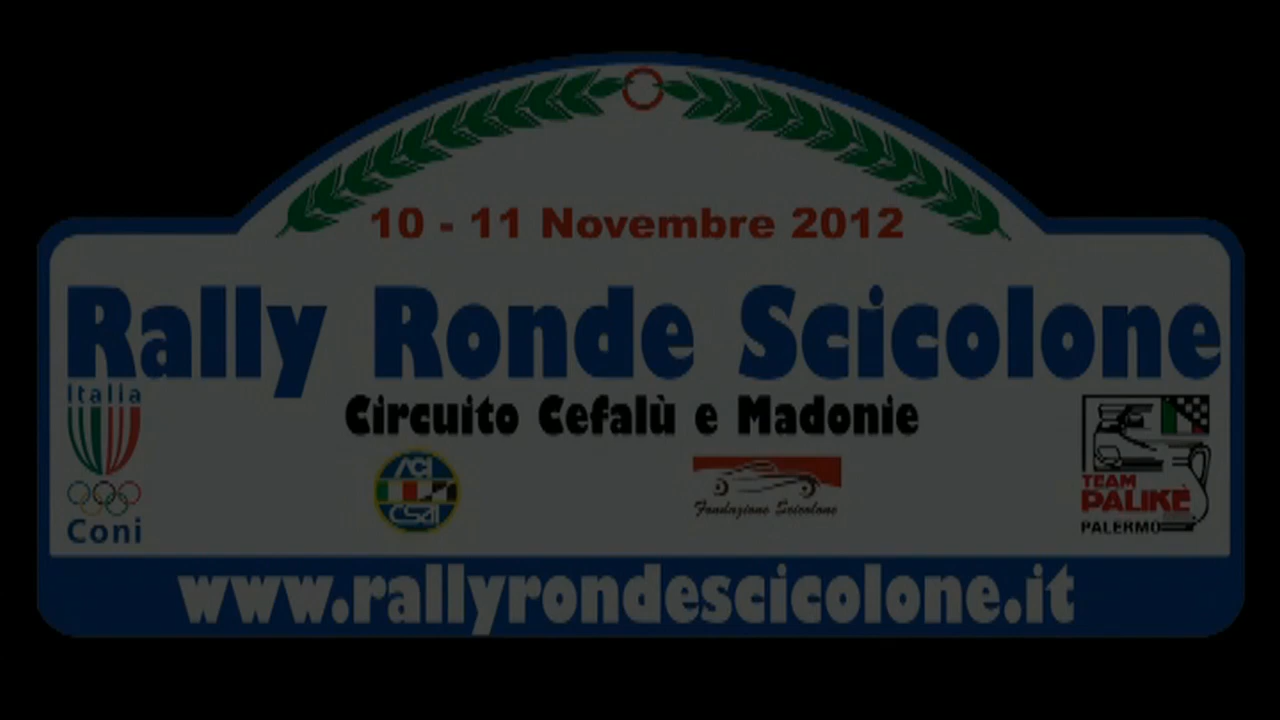 10 - 11 Novembre 2012
Rally Ronde Scicolone
Circuito Cefalù e Madonie
Italia
Coni
ACI
CSAI
Fondazione Scicolone
TEAM
PALIKÈ
PALERMO
www.rallyrondescicolone.it